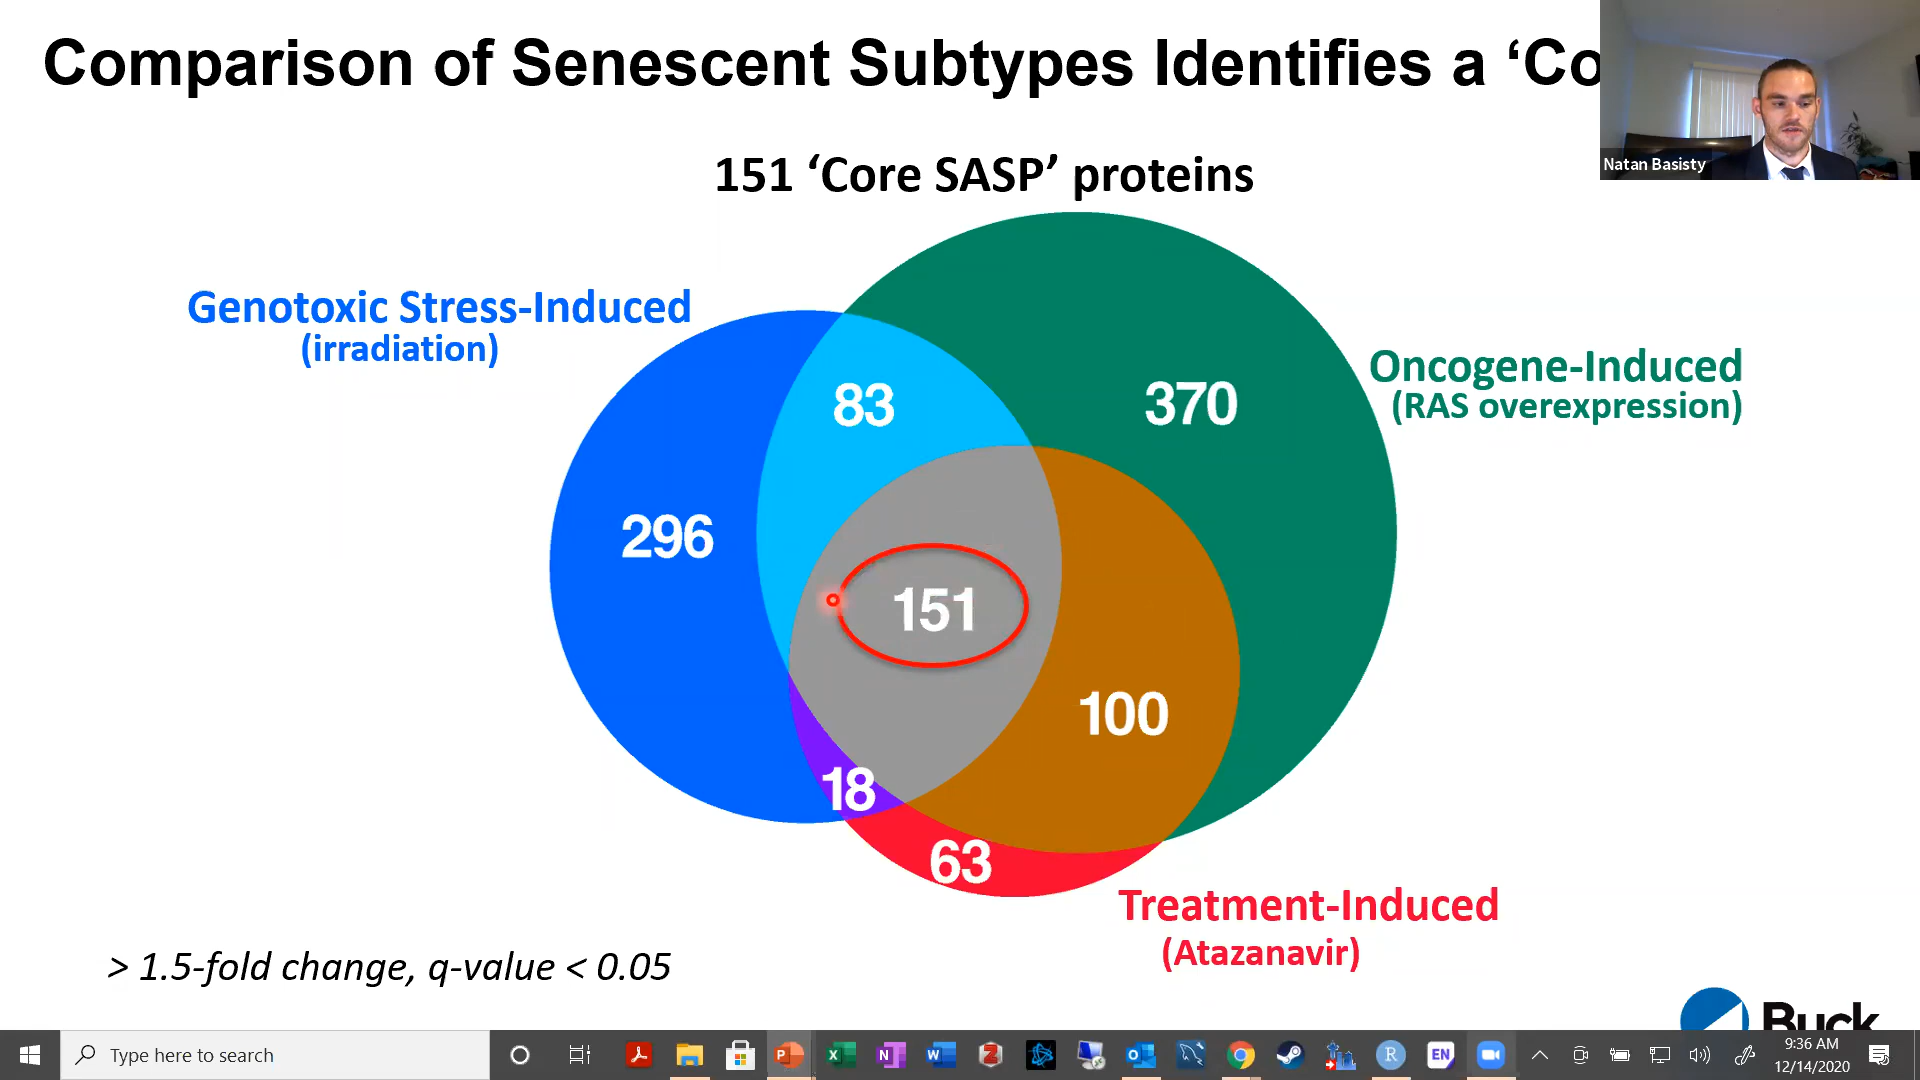 Comparison of Senescent Subtypes Identifies a ‘Co
Natan Basisty
151 ‘Core SASP’ proteins
Genotoxic Stress-Induced
(irradiation)
Oncogene-Induced
(RAS overexpression)
83
370
296
151
100
18
63
Treatment-Induced
(Atazanavir)
> 1.5-fold change, q-value < 0.05
Buck
Type here to search
EN
9:36 AM
12/14/2020